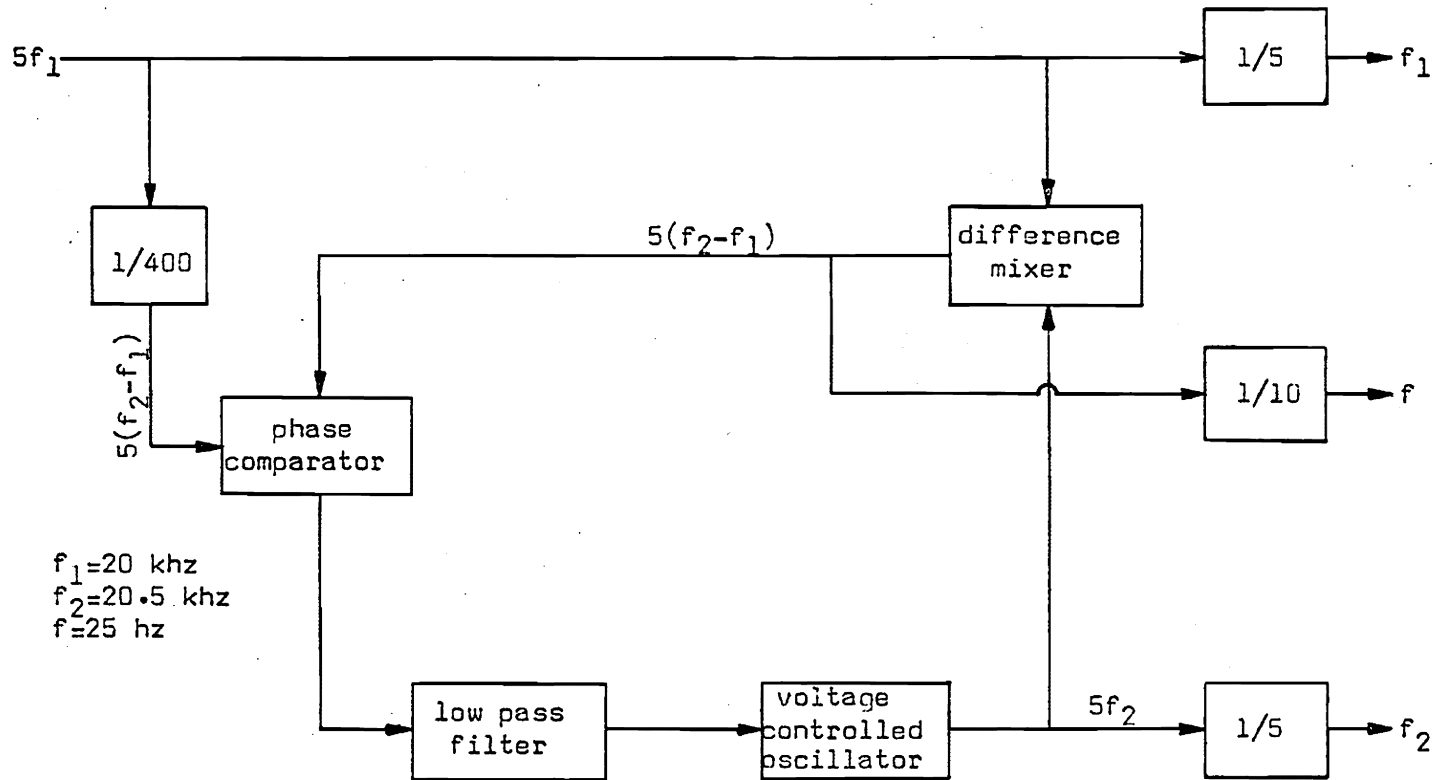 5f₁
1/5
f₁
1/400
5(f₂-f₁)
difference
mixer
5(f₂-f₁)
1/10
f
phase
comparator
f₁=20 khz
f₂=20.5 khz
f=25 hz
low pass
filter
voltage
controlled
oscillator
5f₂
1/5
f₂